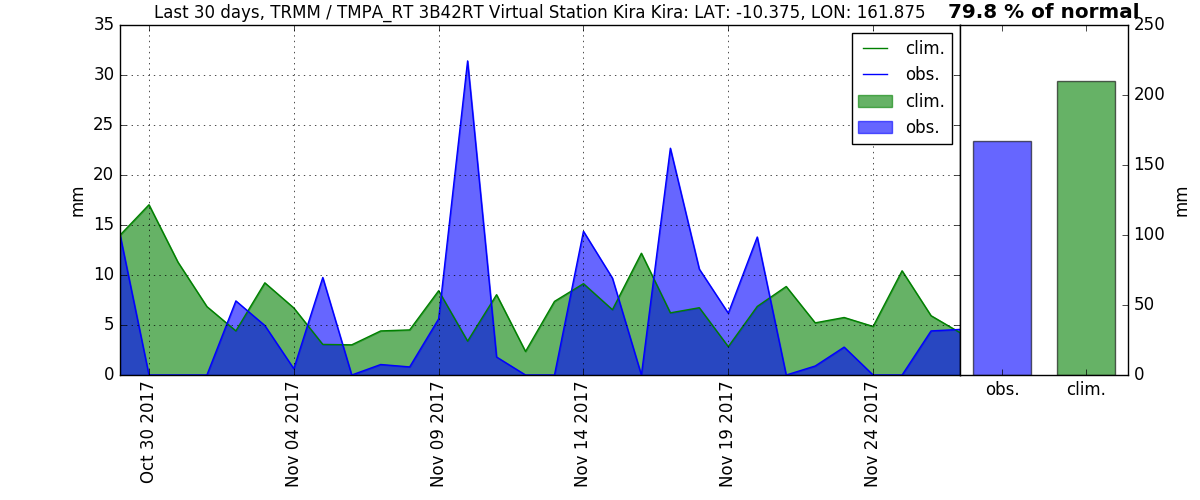 Last 30 days, TRMM / TMPA_RT 3B42RT Virtual Station Kira Kira: LAT: -10.375, LON: 161.875
79.8 % of normal
35
30
25
20
15
10
5
0
mm
clim.
obs.
clim.
obs.
Oct 30 2017
Nov 04 2017
Nov 09 2017
Nov 14 2017
Nov 19 2017
Nov 24 2017
250
200
150
100
50
0
mm
obs.
clim.